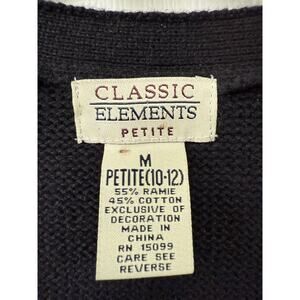 CLASSIC
ELEMENTS
PETITE
M
PETITE(10-12)
55% RAMIE
45% COTTON
EXCLUSIVE OF
DECORATION
MADE IN
CHINA
RN 15099
CARE SEE
REVERSE